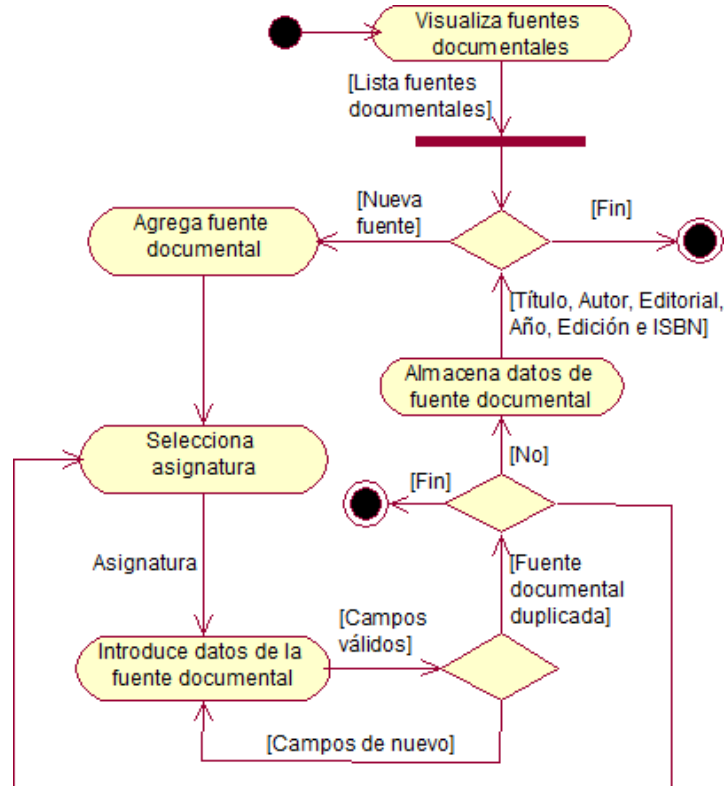 Visualiza fuentes
documentales
[Lista fuentes
documentales]
[Nueva
fuente]
[Fin]
Agrega fuente
documental
[Título, Autor, Editorial,
Año, Edición e ISBN]
Almacena datos de
fuente documental
Selecciona
asignatura
[No]
[Fin]
Asignatura
[Fuente
documental
duplicada]
[Campos
válidos]
Introduce datos de la
fuente documental
[Campos de nuevo]